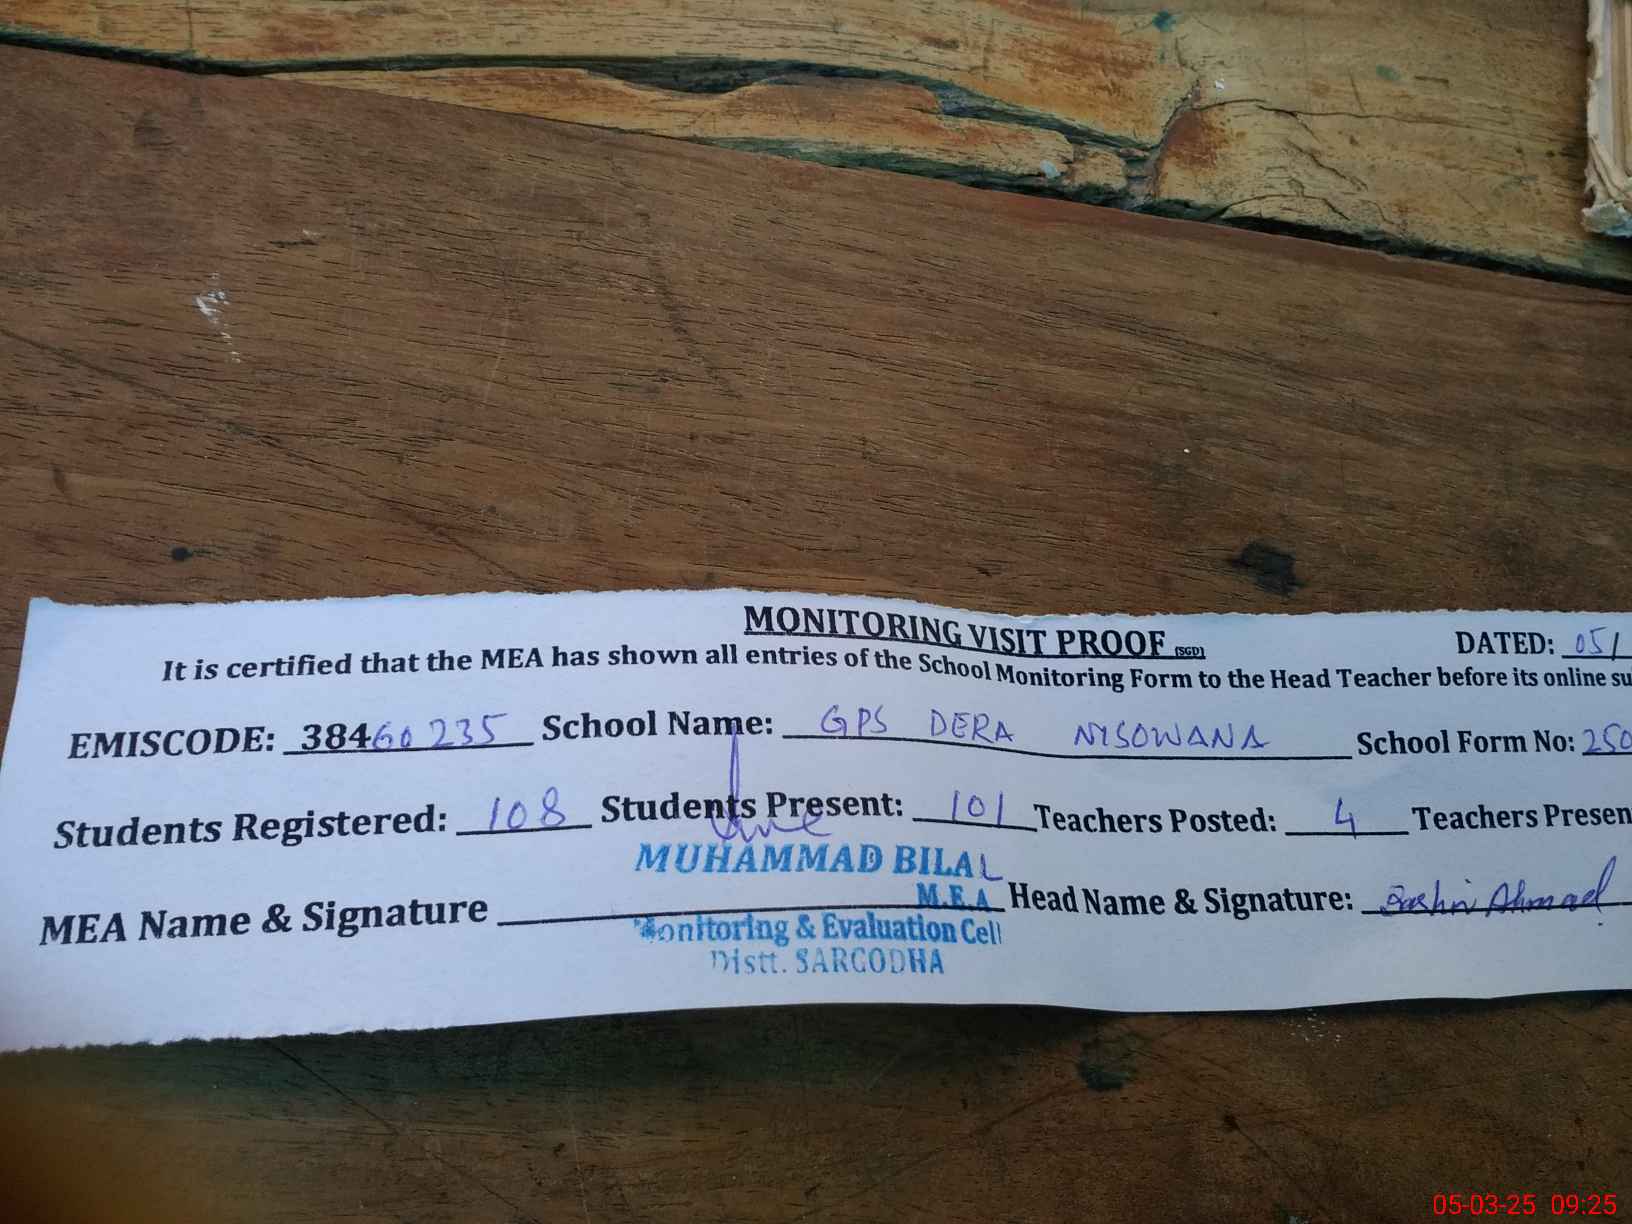 MONITORING VISIT PROOF (SGD) DATED: 05/
It is certified that the MEA has shown all entries of the School Monitoring Form to the Head Teacher before its online su
EMISCODE: 38460235 School Name: GPS DERA NISOWANA School Form No: 250
Students Registered: 108 Students Present: 101 Teachers Posted: 4 Teachers Presen
MUHAMMAD BILAL
MEA Name & Signature M.E.A Head Name & Signature: Bashir Ahmad
Monitoring & Evaluation Cell
Distt. SARGODHA
05-03-25 09:25